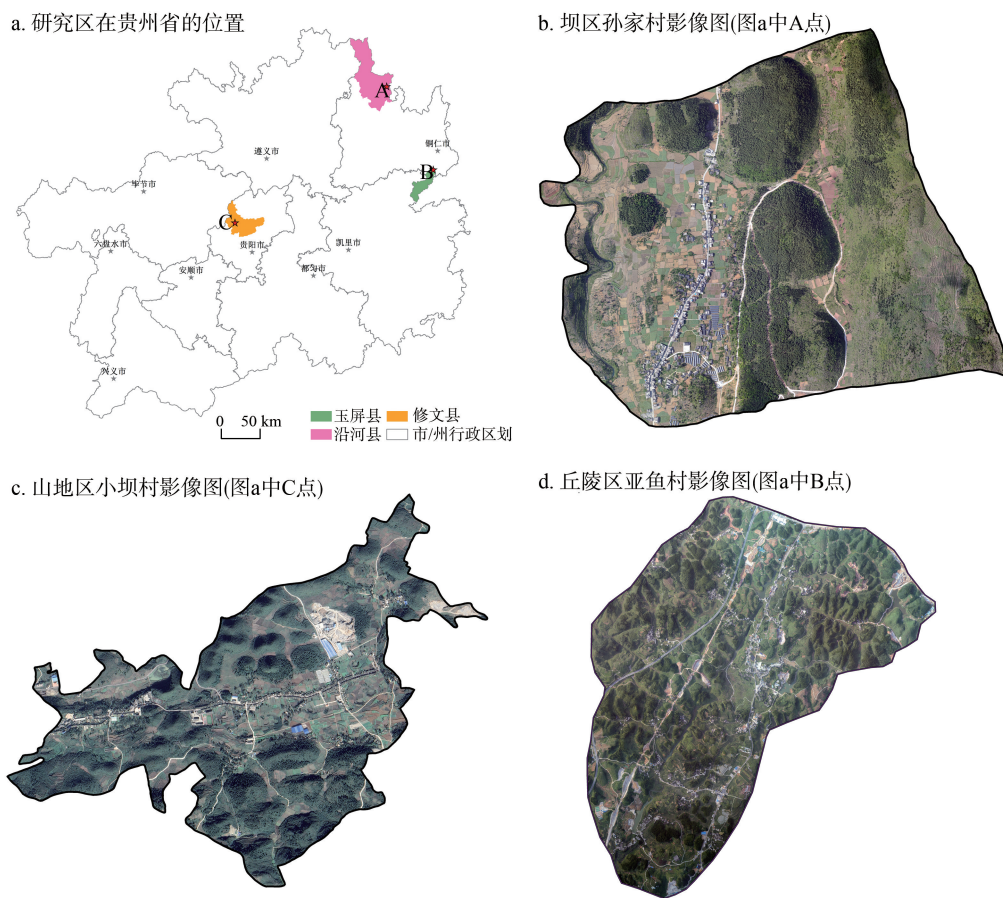 a. 研究区在贵州省的位置
A
铜仁市
遵义市
B
毕节市
C
贵阳市
凯里市
六盘水市
安顺市
都匀市
兴义市
0 50 km
玉屏县 修文县
沿河县 市/州行政区划
b. 坝区孙家村影像图(图a中A点)
c. 山地区小坝村影像图(图a中C点)
d. 丘陵区亚鱼村影像图(图a中B点)